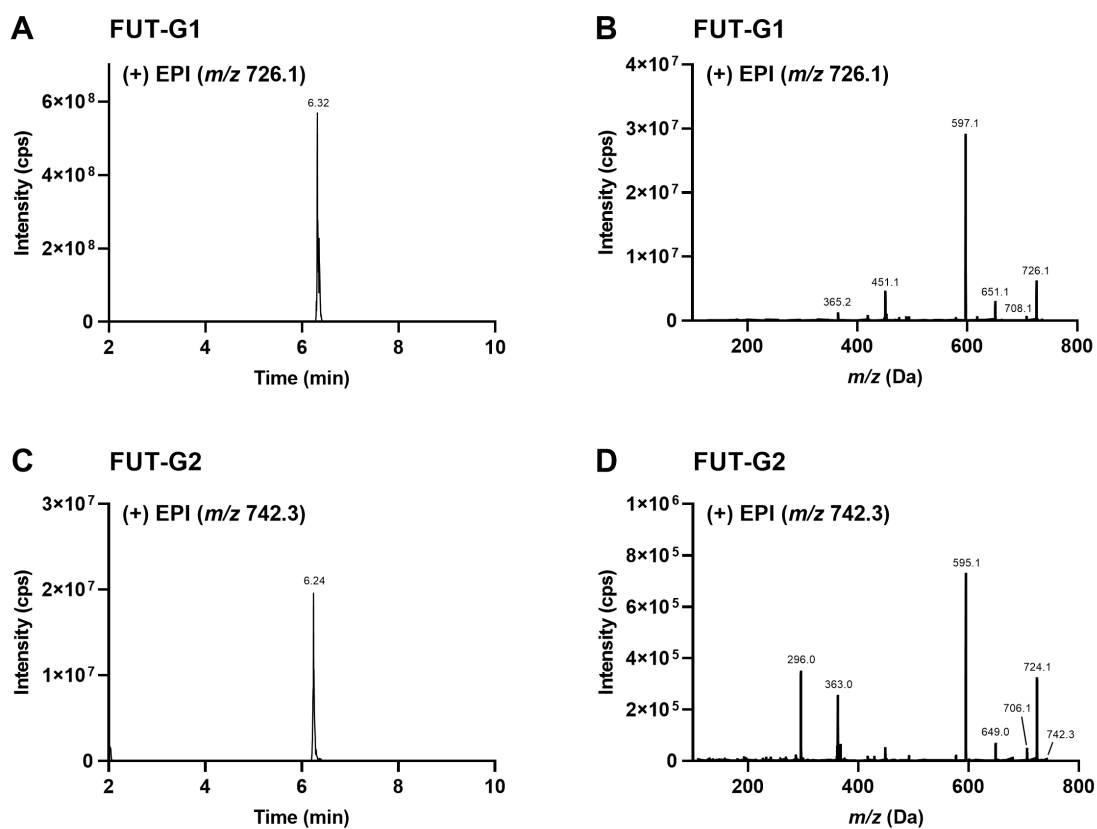 A
FUT-G1
(+) EPI (m/z 726.1)
6×10⁸
4×10⁸
2×10⁸
0
Intensity (cps)
6.32
2
4
6
8
10
Time (min)
B
FUT-G1
(+) EPI (m/z 726.1)
4×10⁷
3×10⁷
2×10⁷
1×10⁷
0
Intensity (cps)
597.1
726.1
451.1
651.1
365.2
708.1
200
400
600
800
m/z (Da)
C
FUT-G2
(+) EPI (m/z 742.3)
3×10⁷
2×10⁷
1×10⁷
0
Intensity (cps)
6.24
2
4
6
8
10
Time (min)
D
FUT-G2
(+) EPI (m/z 742.3)
1×10⁶
8×10⁵
6×10⁵
4×10⁵
2×10⁵
0
Intensity (cps)
595.1
296.0
724.1
363.0
706.1
649.0
742.3
200
400
600
800
m/z (Da)